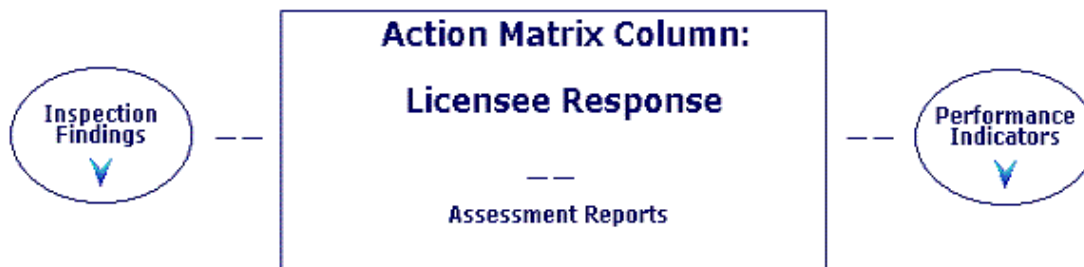 Action Matrix Column:
Licensee Response
Inspection
Findings
— —
— —
Performance
Indicators
— —
Assessment Reports